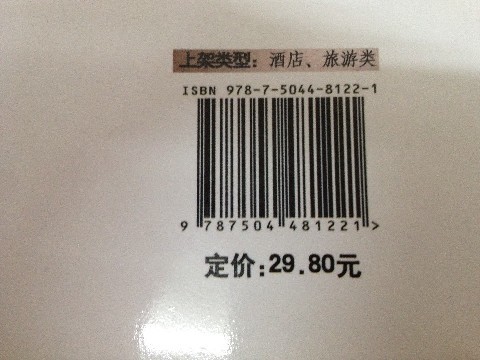 上架类型：酒店、旅游类
ISBN 978-7-5044-8122-1
9 787504 481221 >
定价:29.80元